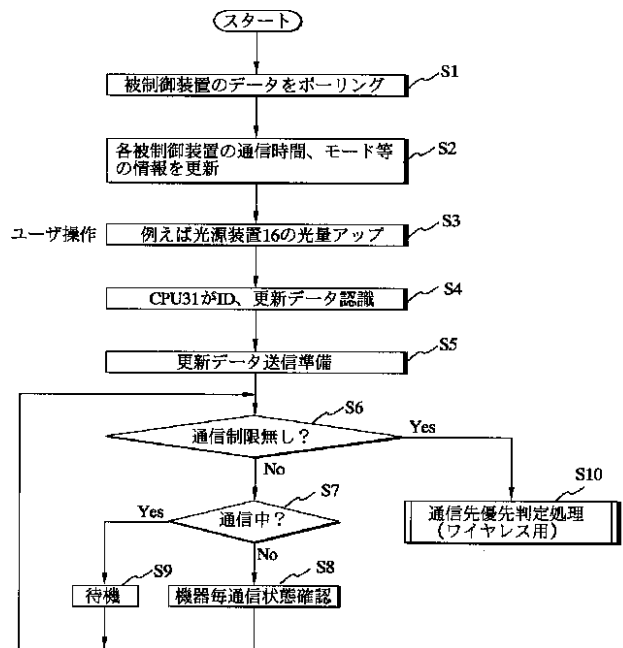 スタート
被制御装置のデータをポーリング
S1
各被制御装置の通信時間、モード等
の情報を更新
S2
ユーザ操作
例えば光源装置16の光量アップ
S3
CPU31がID、更新データ認識
S4
更新データ送信準備
S5
通信制限無し?
S6
Yes
No
通信先優先判定処理
(ワイヤレス用)
S10
通信中?
S7
Yes
No
待機
S9
機器毎通信状態確認
S8